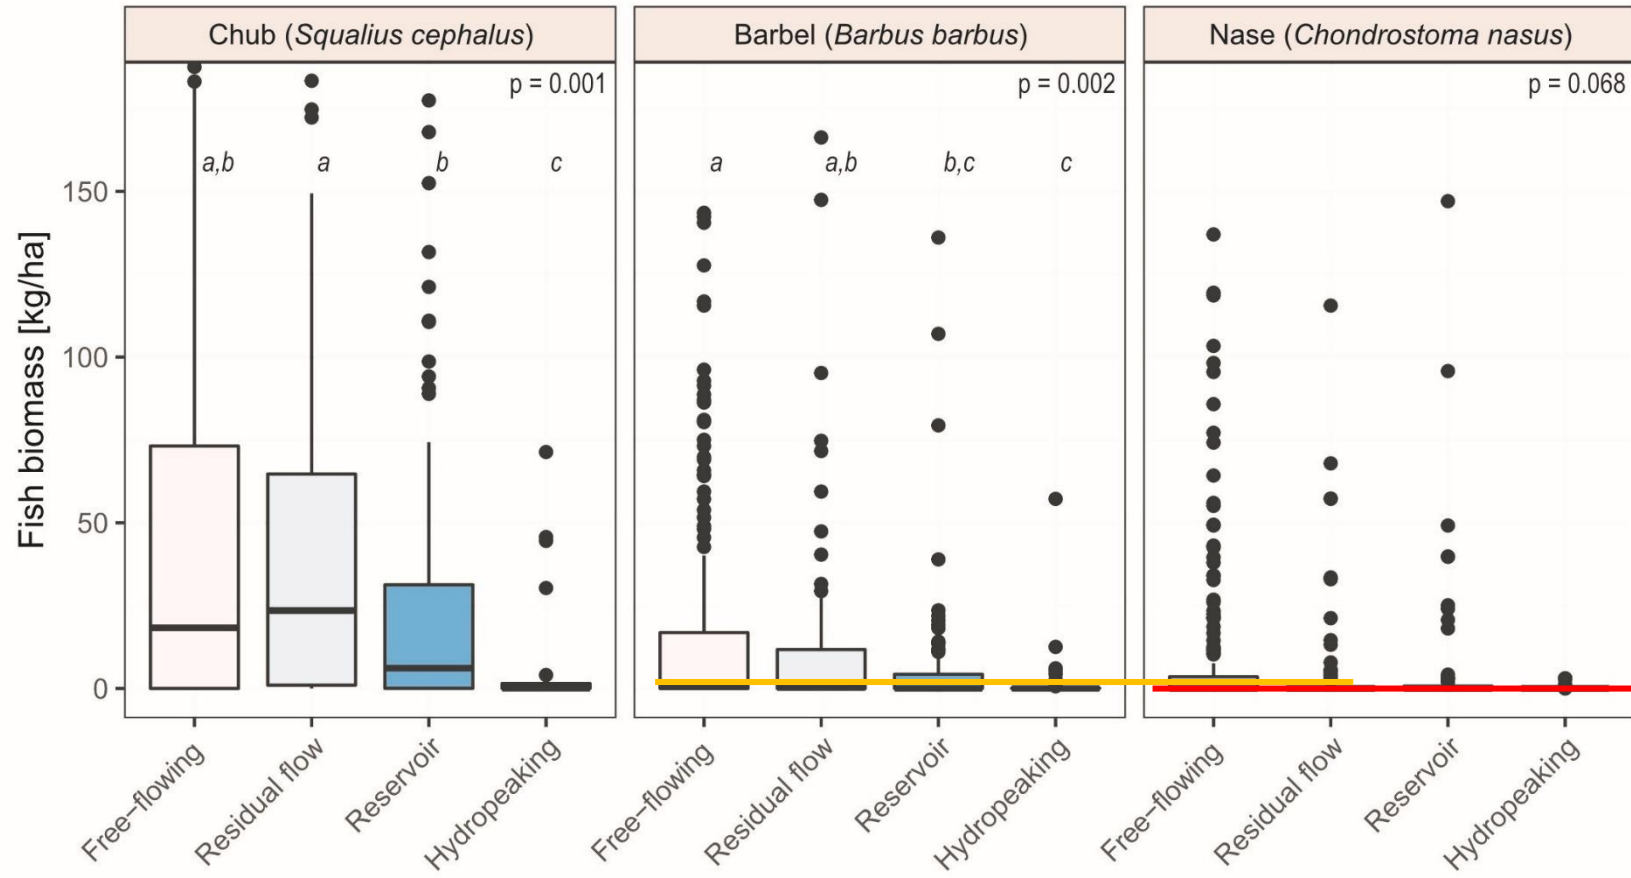 Chub (Squalius cephalus)
Barbel (Barbus barbus)
Nase (Chondrostoma nasus)
p = 0.001
p = 0.002
p = 0.068
a,b
a
b
c
a
a,b
b,c
c
Fish biomass [kg/ha]
150
100
50
0
Free−flowing
Residual flow
Reservoir
Hydropeaking
Free−flowing
Residual flow
Reservoir
Hydropeaking
Free−flowing
Residual flow
Reservoir
Hydropeaking